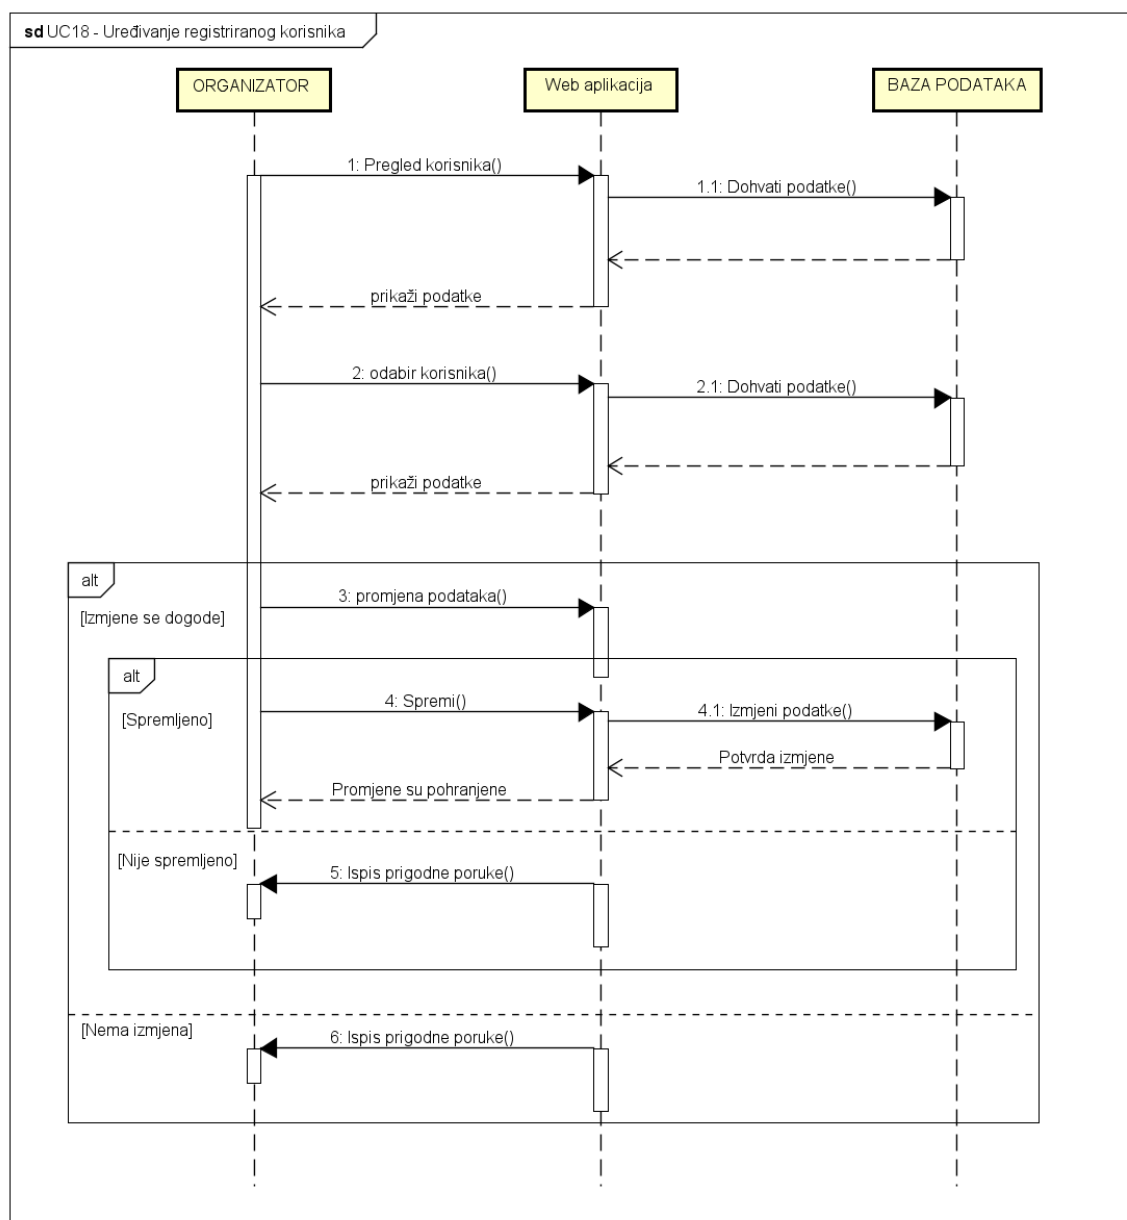 sd UC18 - Uređivanje registriranog korisnika
ORGANIZATOR
Web aplikacija
BAZA PODATAKA
1: Pregled korisnika()
1.1: Dohvati podatke()
prikaži podatke
2: odabir korisnika()
2.1: Dohvati podatke()
prikaži podatke
alt
3: promjena podataka()
[Izmjene se dogode]
alt
4: Spremi()
4.1: Izmjeni podatke()
[Spremljeno]
Potvrda izmjene
Promjene su pohranjene
[Nije spremljeno]
5: Ispis prigodne poruke()
[Nema izmjena]
6: Ispis prigodne poruke()